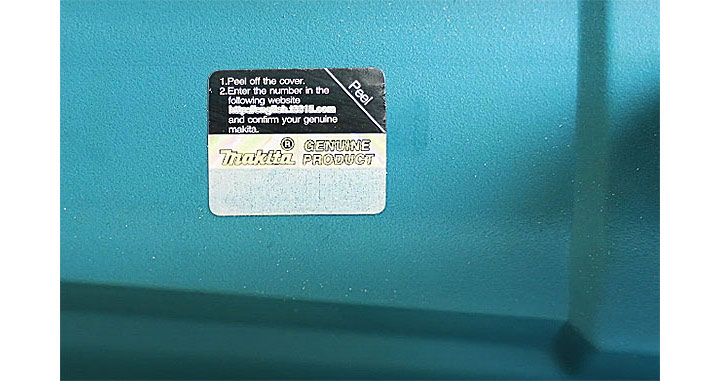 1.Peel off the cover.
2.Enter the number in the
following website
and confirm your genuine
makita.
Peel
makita® GENUINE
PRODUCT